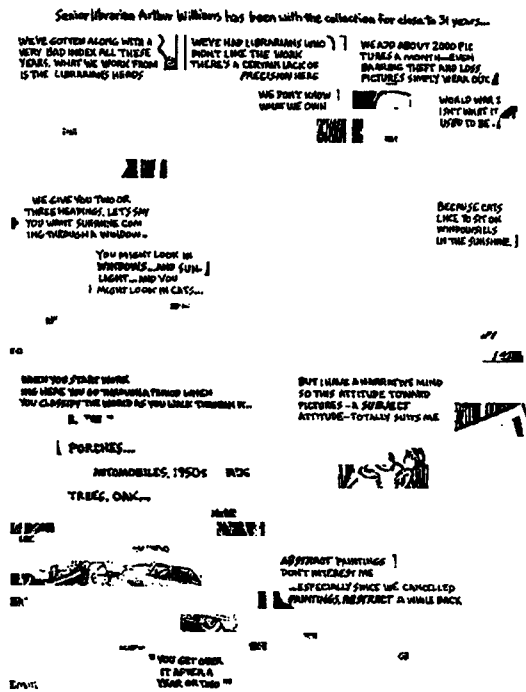 Senior librarian Arthur Williams has been with the collection for close to 31 years...
WE'VE GOTTEN ALONG WITH A
VERY BAD INDEX ALL THESE
YEARS. WHAT WE WORK FROM
IS THE LIBRARIANS HEADS
WE'VE HAD LIBRARIANS WHO
DIDN'T LIKE THE WORK
THERE'S A CERTAIN LACK OF
PRECISION HERE
WE ADD ABOUT 2000 PIC
TURES A MONTH—EVEN
BARRING THEFT AND LOSS
PICTURES SIMPLY WEAR OUT
WE DON'T KNOW
WHAT WE OWN
WORLD WAR I
ISN'T WHAT IT
USED TO BE.
WE GIVE YOU TWO OR
THREE HEADINGS. LET'S SAY
YOU WANT SUNSHINE COM
ING THROUGH A WINDOW..
YOU MIGHT LOOK IN
WINDOWS...AND SUN-
LIGHT...AND YOU
MIGHT LOOK IN CATS...
BECAUSE CATS
LIKE TO SIT ON
WINDOWSILLS
IN THE SUNSHINE.
WHEN YOU START WORK
ING HERE YOU GO THROUGH A PERIOD WHEN
YOU CLASSIFY THE WORLD AS YOU WALK THROUGH IT...
PORCHES...
AUTOMOBILES, 1950s
TREES, OAK...
BUT I HAVE A NARRATIVE MIND
SO THIS ATTITUDE TOWARD
PICTURES—A SUBJECT
ATTITUDE—TOTALLY SUITS ME
ABSTRACT PAINTINGS
DON'T INTEREST ME
...ESPECIALLY SINCE WE CANCELLED
PAINTINGS, ABSTRACT A WHILE BACK
"YOU GET OVER
IT AFTER A
YEAR OR TWO"